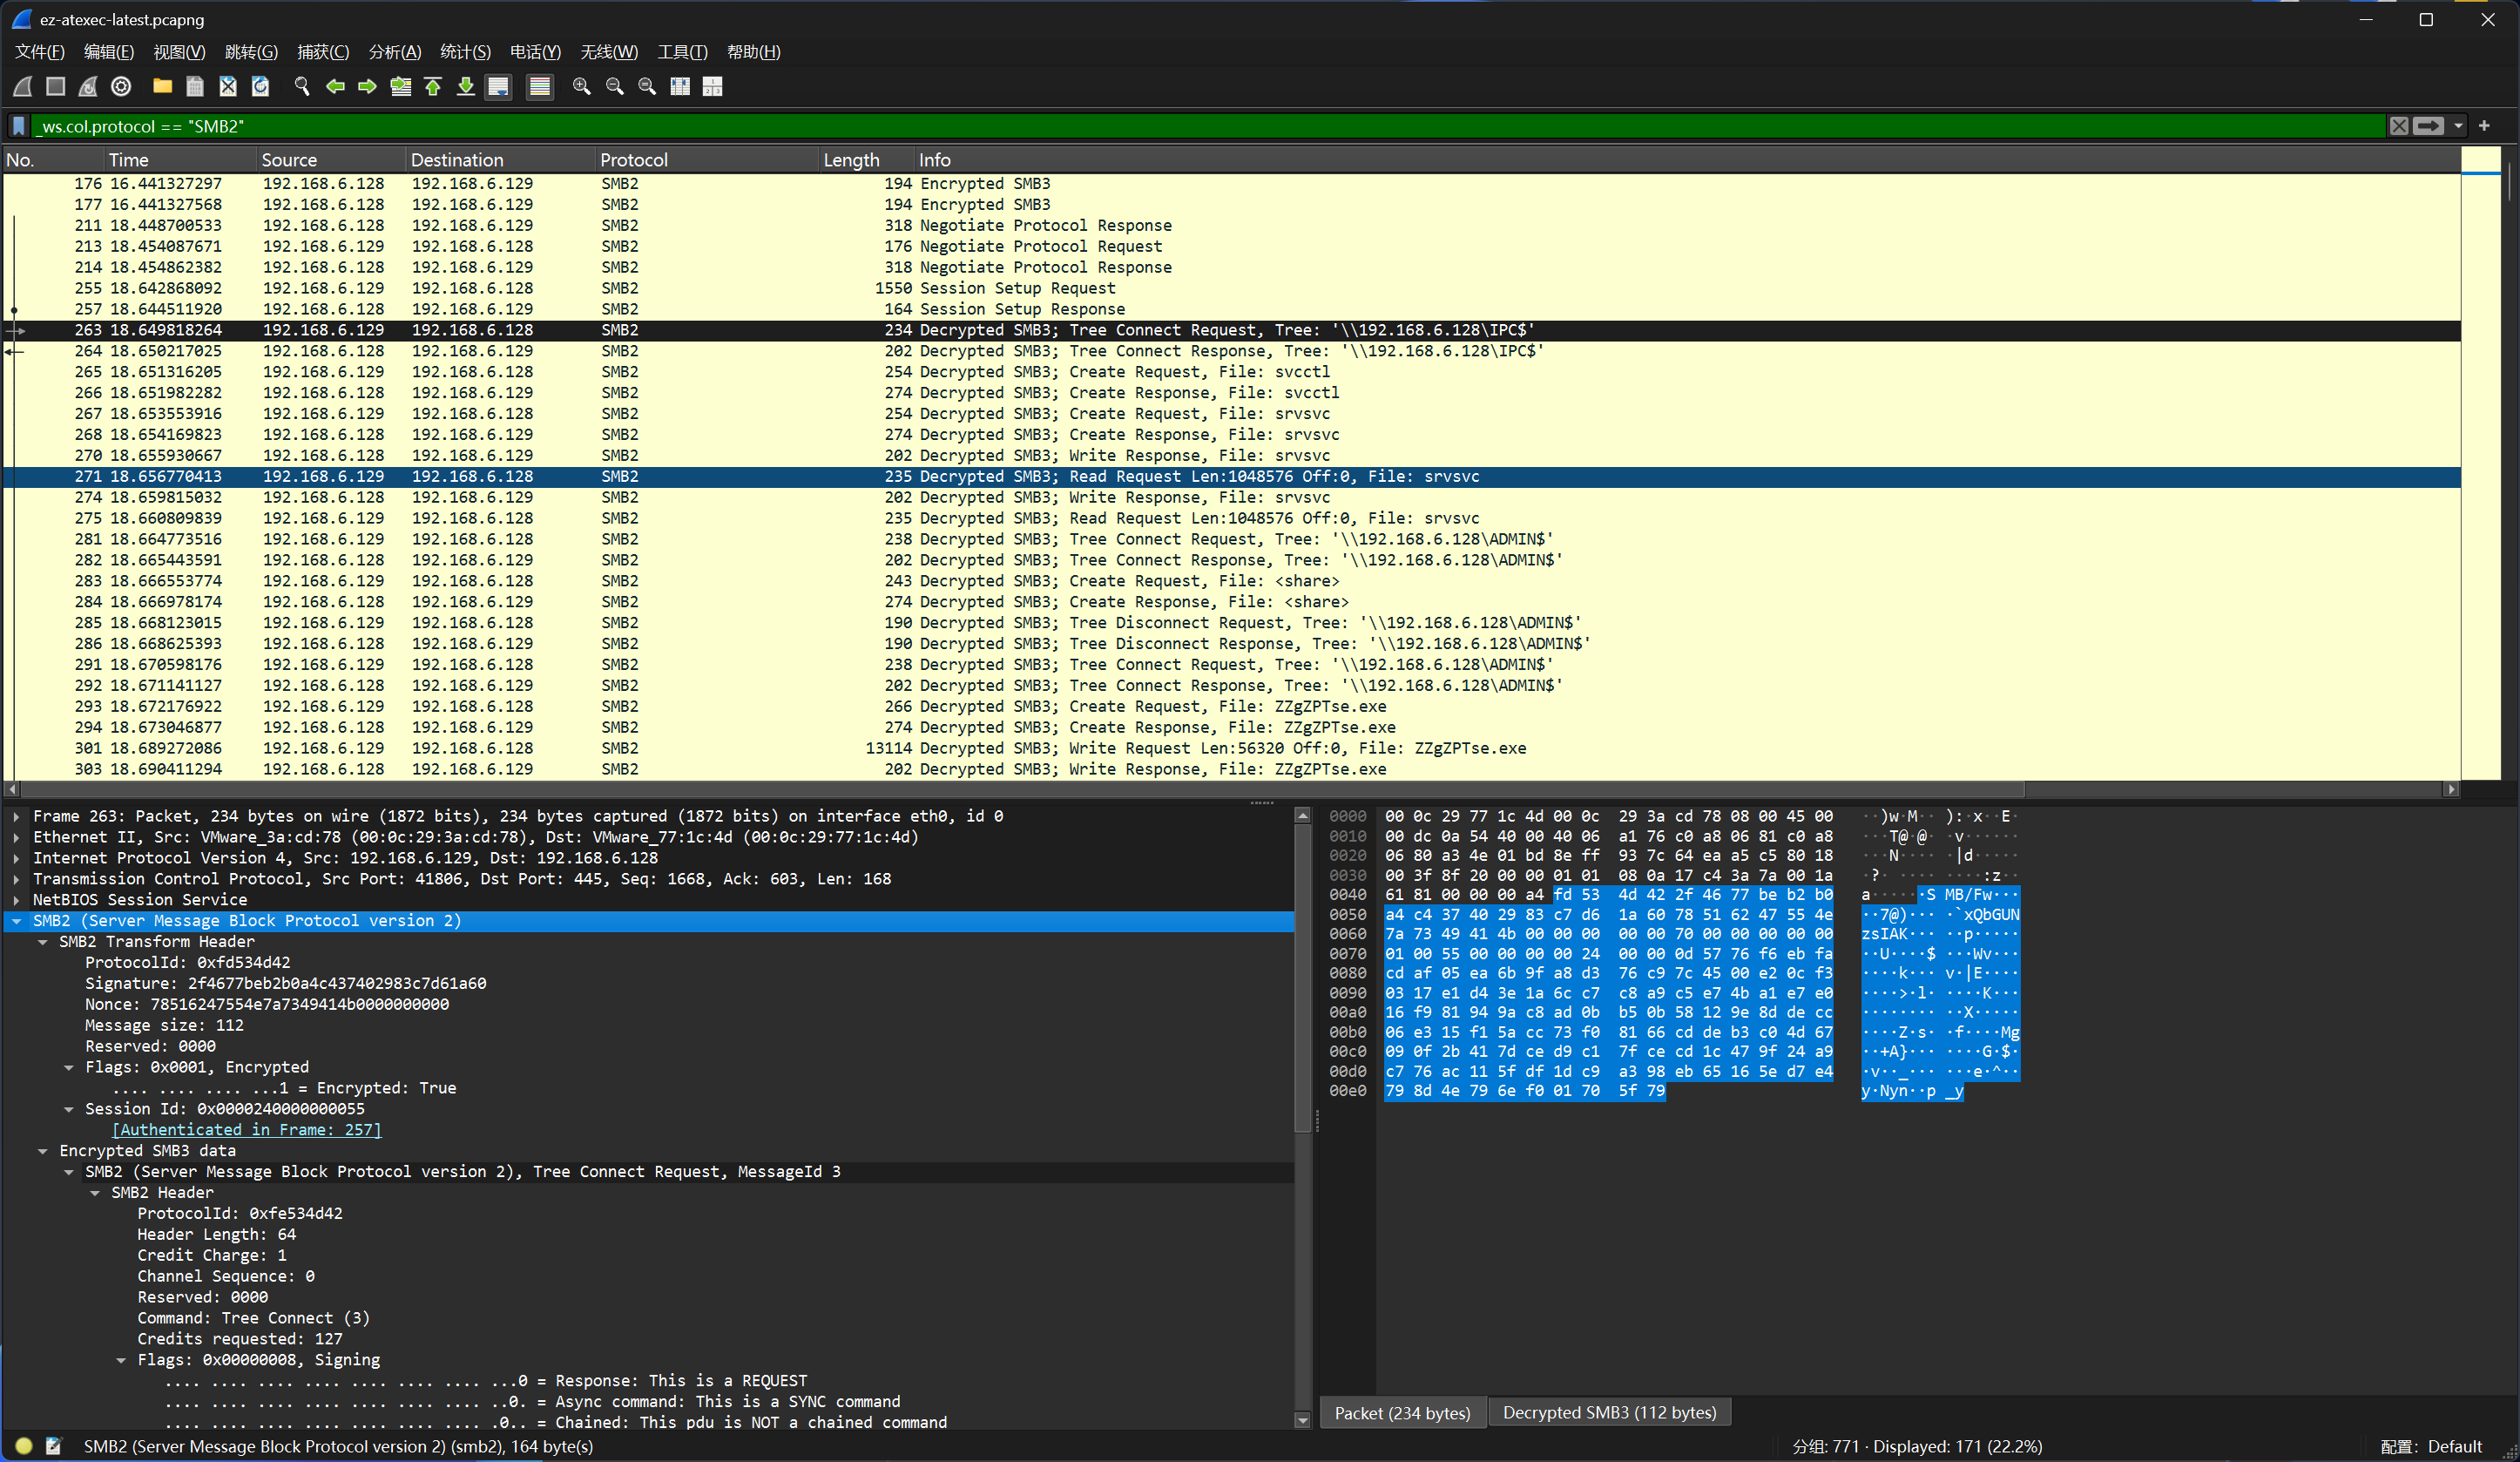 ez-atexec-latest.pcapng
文件(F) 编辑(E) 视图(V) 跳转(G) 捕获(C) 分析(A) 统计(S) 电话(Y) 无线(W) 工具(T) 帮助(H)
_ws.col.protocol == "SMB2"
No. Time Source Destination Protocol Length Info
176 16.441327297 192.168.6.128 192.168.6.129 SMB2 194 Encrypted SMB3
177 16.441327568 192.168.6.128 192.168.6.129 SMB2 194 Encrypted SMB3
211 18.448700533 192.168.6.128 192.168.6.129 SMB2 318 Negotiate Protocol Response
213 18.454087671 192.168.6.129 192.168.6.128 SMB2 176 Negotiate Protocol Request
214 18.454862382 192.168.6.128 192.168.6.129 SMB2 318 Negotiate Protocol Response
255 18.642868092 192.168.6.129 192.168.6.128 SMB2 1550 Session Setup Request
257 18.644511920 192.168.6.128 192.168.6.129 SMB2 164 Session Setup Response
263 18.649818264 192.168.6.129 192.168.6.128 SMB2 234 Decrypted SMB3; Tree Connect Request, Tree: '\\192.168.6.128\IPC$'
264 18.650217025 192.168.6.128 192.168.6.129 SMB2 202 Decrypted SMB3; Tree Connect Response, Tree: '\\192.168.6.128\IPC$'
265 18.651316205 192.168.6.129 192.168.6.128 SMB2 254 Decrypted SMB3; Create Request, File: svcctl
266 18.651982282 192.168.6.128 192.168.6.129 SMB2 274 Decrypted SMB3; Create Response, File: svcctl
267 18.653553916 192.168.6.129 192.168.6.128 SMB2 254 Decrypted SMB3; Create Request, File: srvsvc
268 18.654169823 192.168.6.128 192.168.6.129 SMB2 274 Decrypted SMB3; Create Response, File: srvsvc
270 18.655930667 192.168.6.128 192.168.6.129 SMB2 202 Decrypted SMB3; Write Response, File: srvsvc
271 18.656770413 192.168.6.129 192.168.6.128 SMB2 235 Decrypted SMB3; Read Request Len:1048576 Off:0, File: srvsvc
274 18.659815032 192.168.6.128 192.168.6.129 SMB2 202 Decrypted SMB3; Write Response, File: srvsvc
275 18.660809839 192.168.6.129 192.168.6.128 SMB2 235 Decrypted SMB3; Read Request Len:1048576 Off:0, File: srvsvc
281 18.664773516 192.168.6.129 192.168.6.128 SMB2 238 Decrypted SMB3; Tree Connect Request, Tree: '\\192.168.6.128\ADMIN$'
282 18.665443591 192.168.6.128 192.168.6.129 SMB2 202 Decrypted SMB3; Tree Connect Response, Tree: '\\192.168.6.128\ADMIN$'
283 18.666553774 192.168.6.129 192.168.6.128 SMB2 243 Decrypted SMB3; Create Request, File: <share>
284 18.666978174 192.168.6.128 192.168.6.129 SMB2 274 Decrypted SMB3; Create Response, File: <share>
285 18.668123015 192.168.6.129 192.168.6.128 SMB2 190 Decrypted SMB3; Tree Disconnect Request, Tree: '\\192.168.6.128\ADMIN$'
286 18.668625393 192.168.6.128 192.168.6.129 SMB2 190 Decrypted SMB3; Tree Disconnect Response, Tree: '\\192.168.6.128\ADMIN$'
291 18.670598176 192.168.6.129 192.168.6.128 SMB2 238 Decrypted SMB3; Tree Connect Request, Tree: '\\192.168.6.128\ADMIN$'
292 18.671141127 192.168.6.128 192.168.6.129 SMB2 202 Decrypted SMB3; Tree Connect Response, Tree: '\\192.168.6.128\ADMIN$'
293 18.672176922 192.168.6.129 192.168.6.128 SMB2 266 Decrypted SMB3; Create Request, File: ZZgZPTse.exe
294 18.673046877 192.168.6.128 192.168.6.129 SMB2 274 Decrypted SMB3; Create Response, File: ZZgZPTse.exe
301 18.689272086 192.168.6.129 192.168.6.128 SMB2 13114 Decrypted SMB3; Write Request Len:56320 Off:0, File: ZZgZPTse.exe
303 18.690411294 192.168.6.128 192.168.6.129 SMB2 202 Decrypted SMB3; Write Response, File: ZZgZPTse.exe
Frame 263: Packet, 234 bytes on wire (1872 bits), 234 bytes captured (1872 bits) on interface eth0, id 0
Ethernet II, Src: VMware_3a:cd:78 (00:0c:29:3a:cd:78), Dst: VMware_77:1c:4d (00:0c:29:77:1c:4d)
Internet Protocol Version 4, Src: 192.168.6.129, Dst: 192.168.6.128
Transmission Control Protocol, Src Port: 41806, Dst Port: 445, Seq: 1668, Ack: 603, Len: 168
NetBIOS Session Service
SMB2 (Server Message Block Protocol version 2)
SMB2 Transform Header
ProtocolId: 0xfd534d42
Signature: 2f4677beb2b0a4c437402983c7d61a60
Nonce: 78516247554e7a7349414b0000000000
Message size: 112
Reserved: 0000
Flags: 0x0001, Encrypted
.... .... .... ...1 = Encrypted: True
Session Id: 0x0000240000000055
[Authenticated in Frame: 257]
Encrypted SMB3 data
SMB2 (Server Message Block Protocol version 2), Tree Connect Request, MessageId 3
SMB2 Header
ProtocolId: 0xfe534d42
Header Length: 64
Credit Charge: 1
Channel Sequence: 0
Reserved: 0000
Command: Tree Connect (3)
Credits requested: 127
Flags: 0x00000008, Signing
.... .... .... .... .... .... .... ...0 = Response: This is a REQUEST
.... .... .... .... .... .... .... ..0. = Async command: This is a SYNC command
.... .... .... .... .... .... .... .0.. = Chained: This pdu is NOT a chained command
0000 00 0c 29 77 1c 4d 00 0c 29 3a cd 78 08 00 45 00 ··)w·M·· ):·x··E·
0010 00 dc 0a 54 40 00 40 06 a1 76 c0 a8 06 81 c0 a8 ···T@·@· ·v······
0020 06 80 a3 4e 01 bd 8e ff 93 7c 64 ea a5 c5 80 18 ···N···· ·|d·····
0030 00 3f 8f 20 00 00 01 01 08 0a 17 c4 3a 7a 00 1a ·?· ···· ····:z··
0040 61 81 00 00 00 a4 fd 53 4d 42 2f 46 77 be b2 b0 a······S MB/Fw···
0050 a4 c4 37 40 29 83 c7 d6 1a 60 78 51 62 47 55 4e ··7@)··· ·`xQbGUN
0060 7a 73 49 41 4b 00 00 00 00 00 70 00 00 00 00 00 zsIAK··· ··p·····
0070 01 00 55 00 00 00 00 24 00 00 0d 57 76 f6 eb fa ··U····$ ···Wv···
0080 cd af 05 ea 6b 9f a8 d3 76 c9 7c 45 00 e2 0c f3 ····k··· v·|E····
0090 03 17 e1 d4 3e 1a 6c c7 c8 a9 c5 e7 4b a1 e7 e0 ····>·l· ····K···
00a0 16 f9 81 94 9a c8 ad 0b b5 0b 58 12 9e 8d de cc ········ ··X·····
00b0 06 e3 15 f1 5a cc 73 f0 81 66 cd de b3 c0 4d 67 ····Z·s· ·f····Mg
00c0 09 0f 2b 41 7d ce d9 c1 7f ce cd 1c 47 9f 24 a9 ··+A}··· ····G·$·
00d0 c7 76 ac 11 5f df 1d c9 a3 98 eb 65 16 5e d7 e4 ·v··_··· ···e·^··
00e0 79 8d 4e 79 6e f0 01 70 5f 79 y·Nyn··p _y
Packet (234 bytes) Decrypted SMB3 (112 bytes)
SMB2 (Server Message Block Protocol version 2) (smb2), 164 byte(s) 分组: 771 · Displayed: 171 (22.2%) 配置: Default